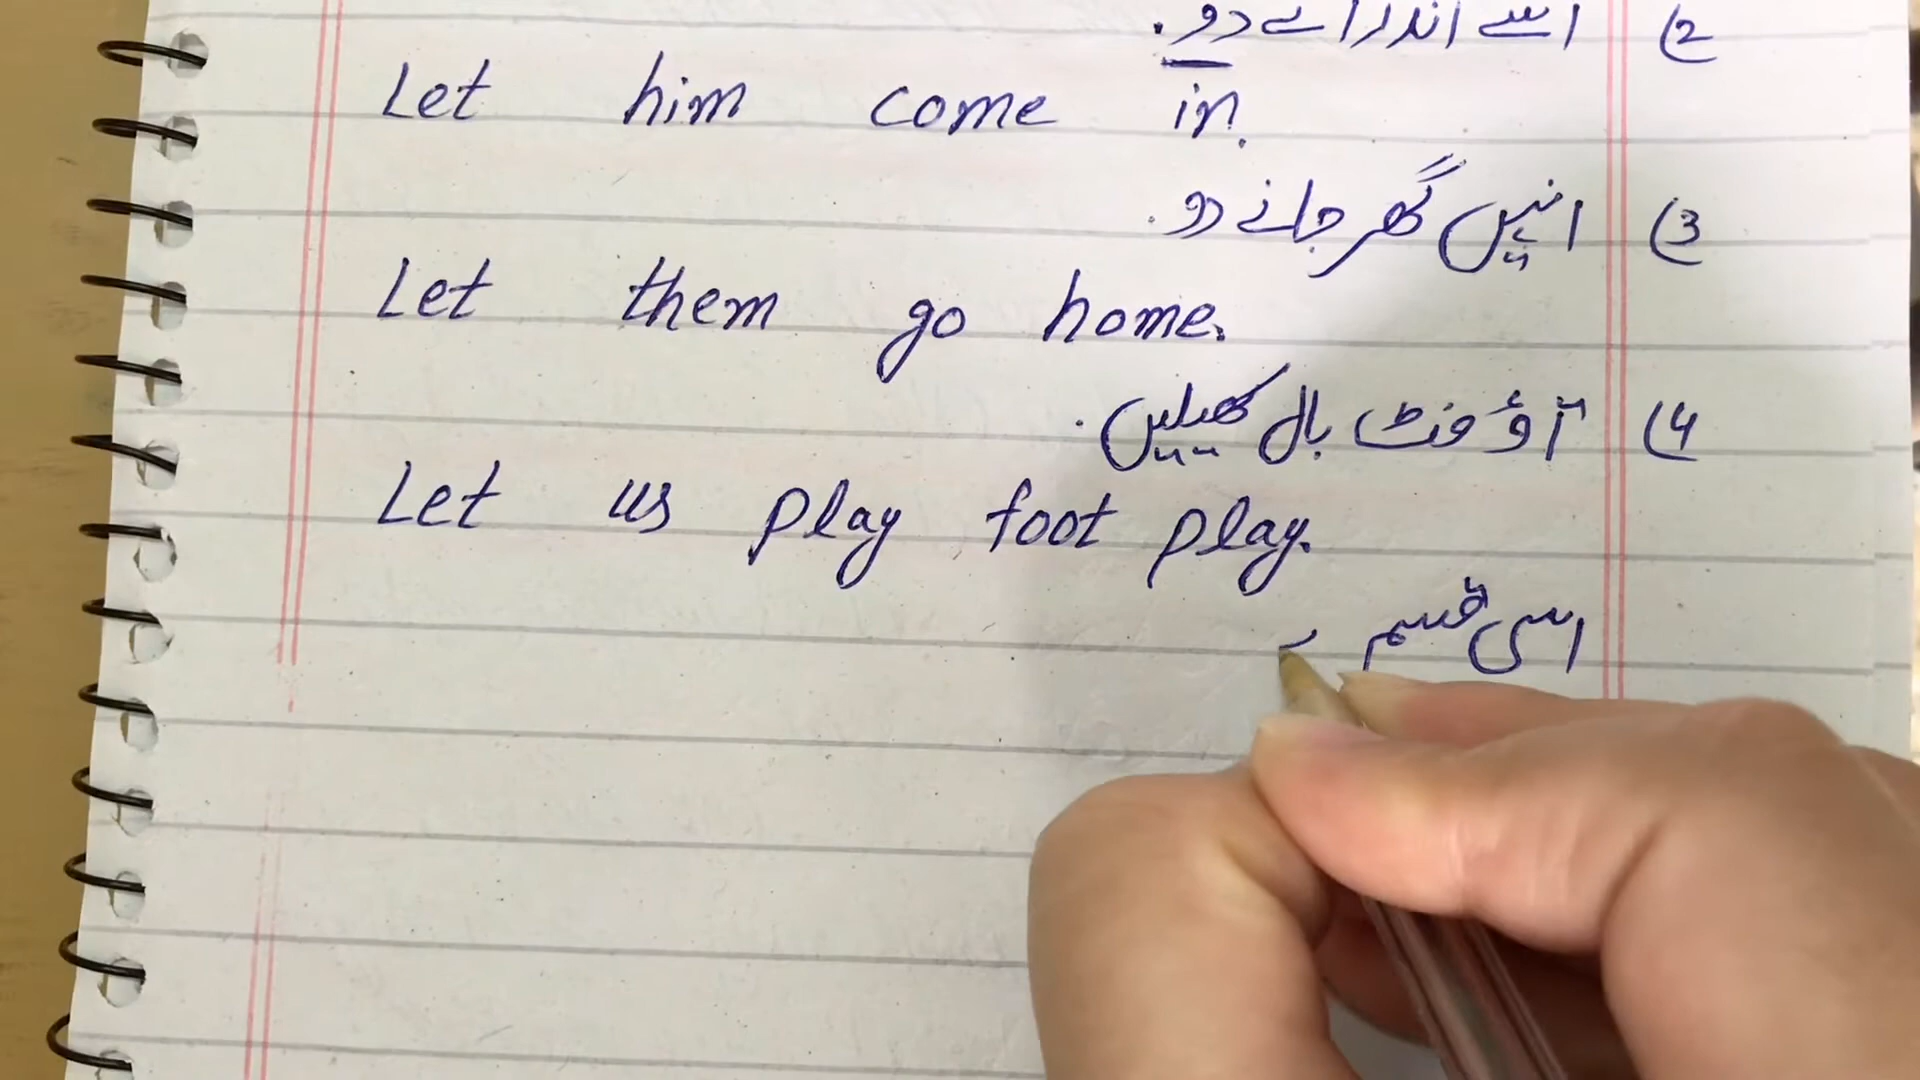 2) اسے اندر آنے دو.
Let him come in.
3) انہیں گھر جانے دو.
Let them go home.
4) آؤ فٹ بال کھیلیں.
Let us play foot play.
اسی قسم